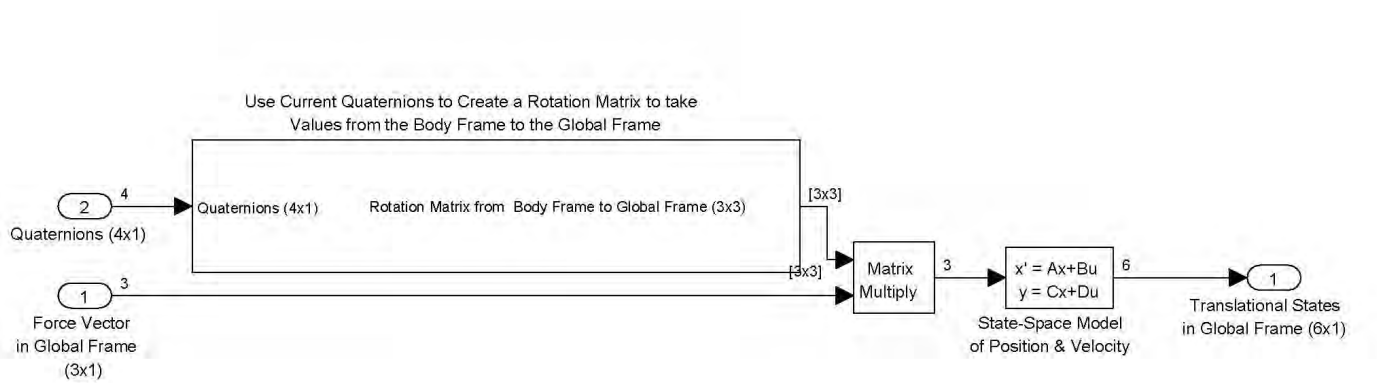 Use Current Quaternions to Create a Rotation Matrix to take
Values from the Body Frame to the Global Frame
4
2
Quaternions (4x1)
Quaternions (4x1)
Rotation Matrix from Body Frame to Global Frame (3x3)
[3x3]
[3x3]
3
1
Force Vector
in Global Frame
(3x1)
Matrix
Multiply
3
x' = Ax+Bu
y = Cx+Du
State-Space Model
of Position & Velocity
6
1
Translational States
in Global Frame (6x1)